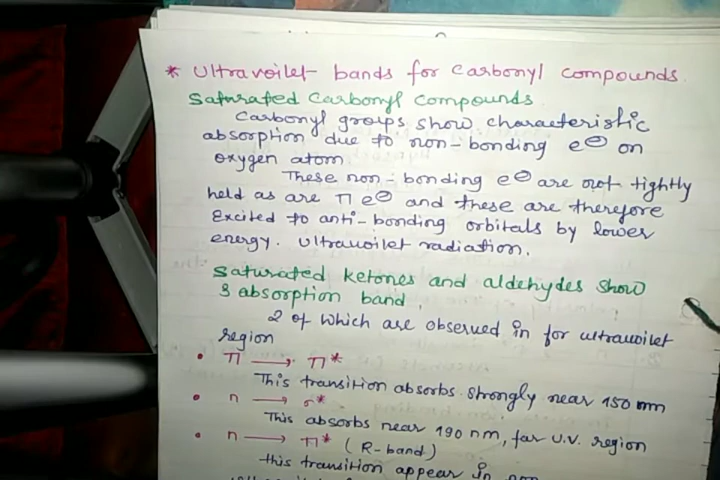 * Ultravoilet bands for carbonyl compounds.
Saturated Carbonyl compounds
Carbonyl groups show characteristic
absorption due to non-bonding e⊖ on
oxygen atom.
These non-bonding e⊖ are not tightly
held as are π e⊖ and these are therefore
Excited to anti-bonding orbitals by lower
energy. Ultravoilet radiation.
Saturated ketones and aldehydes show
3 absorption band.
2 of which are observed in for ultravoilet
region
• π → π*
This transition absorbs strongly near 150 nm
• n → σ*
This absorbs near 190 nm, far U.V. region
• n → π* (R-band)
this transition appear in